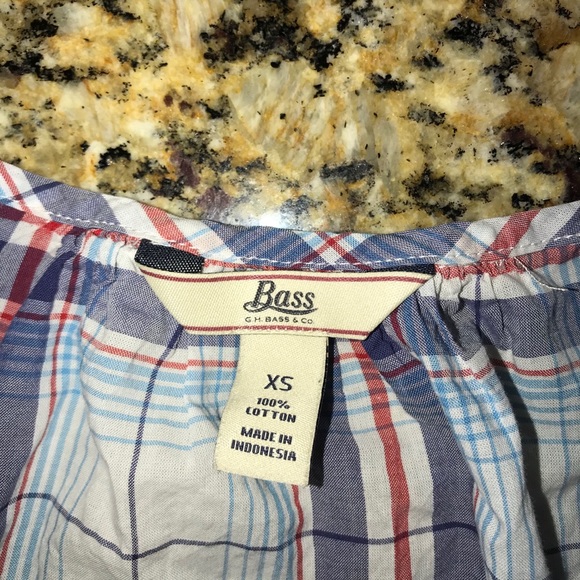 Bass
G.H. BASS & CO.
XS
100%
COTTON
MADE IN
INDONESIA